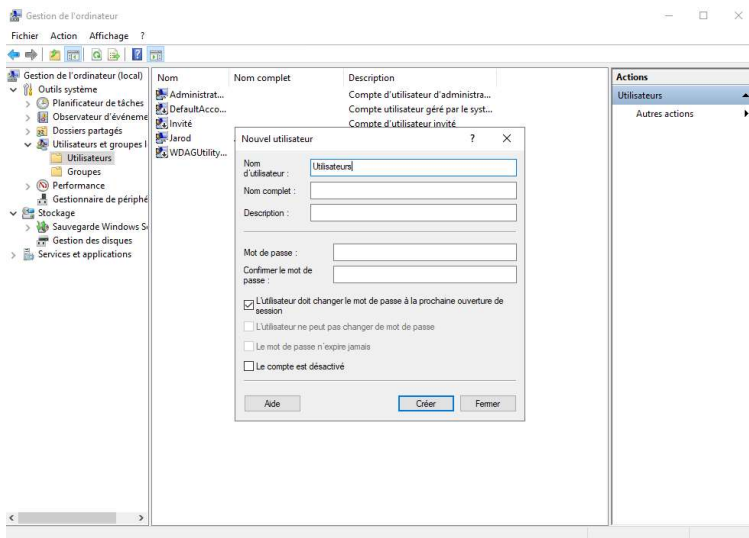 Gestion de l'ordinateur
Fichier Action Affichage ?
Gestion de l'ordinateur (local)
Outils système
Planificateur de tâches
Observateur d'événeme
Dossiers partagés
Utilisateurs et groupes l
Utilisateurs
Groupes
Performance
Gestionnaire de périphé
Stockage
Sauvegarde Windows S
Gestion des disques
Services et applications
Nom Nom complet Description
Administrat... Compte d'utilisateur d'administra...
DefaultAcco... Compte utilisateur géré par le syst...
Invité Compte d'utilisateur invité
Jarod
WDAGUtility...
Nouvel utilisateur ?
Nom
d'utilisateur : Utilisateurs
Nom complet :
Description :
Mot de passe :
Confirmer le mot de
passe :
L'utilisateur doit changer le mot de passe à la prochaine ouverture de
session
L'utilisateur ne peut pas changer de mot de passe
Le mot de passe n'expire jamais
Le compte est désactivé
Aide Créer Fermer
Actions
Utilisateurs
Autres actions